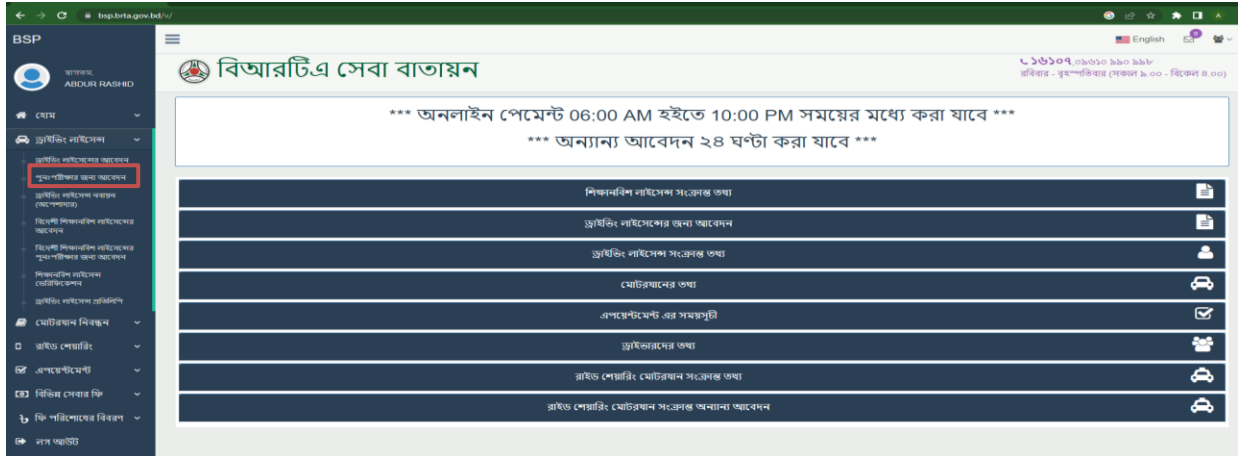 bsp.brta.gov.bd/v/
BSP
English
0
স্বাগতম,
ABDUR RASHID
বিআরটিএ সেবা বাতায়ন
১৬১০৭,০৯৬১০ ৯৯০ ৯৯৮
রবিবার - বৃহস্পতিবার (সকাল ৯.০০ - বিকেল ৪.০০)
হোম
ড্রাইভিং লাইসেন্স
ড্রাইভিং লাইসেন্সের আবেদন
পুনঃপরীক্ষার জন্য আবেদন
ড্রাইভিং লাইসেন্স নবায়ন
(অপেশাদার)
বিদেশী শিক্ষানবিশ লাইসেন্সের
আবেদন
বিদেশী শিক্ষানবিশ লাইসেন্সের
পুনঃপরীক্ষার জন্য আবেদন
শিক্ষানবিশ লাইসেন্স
ভেরিফিকেশন
ড্রাইভিং লাইসেন্স প্রতিলিপি
মোটরযান নিবন্ধন
রাইড শেয়ারিং
এপয়েন্টমেন্ট
বিভিন্ন সেবার ফি
ফি পরিশোধের বিবরণ
লগ আউট
*** অনলাইন পেমেন্ট 06:00 AM হইতে 10:00 PM সময়ের মধ্যে করা যাবে ***
*** অন্যান্য আবেদন ২৪ ঘণ্টা করা যাবে ***
শিক্ষানবিশ লাইসেন্স সংক্রান্ত তথ্য
ড্রাইভিং লাইসেন্সের জন্য আবেদন
ড্রাইভিং লাইসেন্স সংক্রান্ত তথ্য
মোটরযানের তথ্য
এপয়েন্টমেন্ট এর সময়সূচী
ড্রাইভারদের তথ্য
রাইড শেয়ারিং মোটরযান সংক্রান্ত তথ্য
রাইড শেয়ারিং মোটরযান সংক্রান্ত অন্যান্য আবেদন